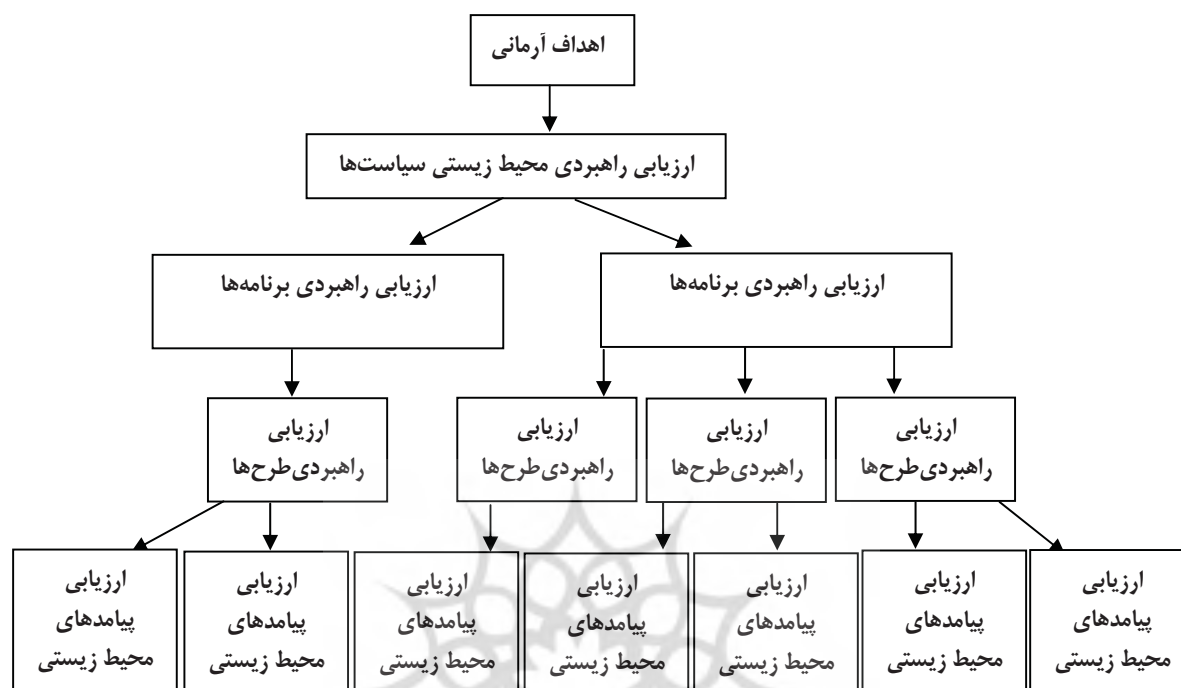 اهداف آرمانی
ارزیابی راهبردی محیط زیستی سیاست‌ها
ارزیابی راهبردی برنامه‌ها
ارزیابی راهبردی برنامه‌ها
ارزیابی
راهبردی‌طرح‌ها
ارزیابی
راهبردی‌طرح‌ها
ارزیابی
راهبردی‌طرح‌ها
ارزیابی
راهبردی‌طرح‌ها
ارزیابی
پیامدهای
محیط زیستی
ارزیابی
پیامدهای
محیط زیستی
ارزیابی
پیامدهای
محیط زیستی
ارزیابی
پیامدهای
محیط زیستی
ارزیابی
پیامدهای
محیط زیستی
ارزیابی
پیامدهای
محیط زیستی
ارزیابی
پیامدهای
محیط زیستی